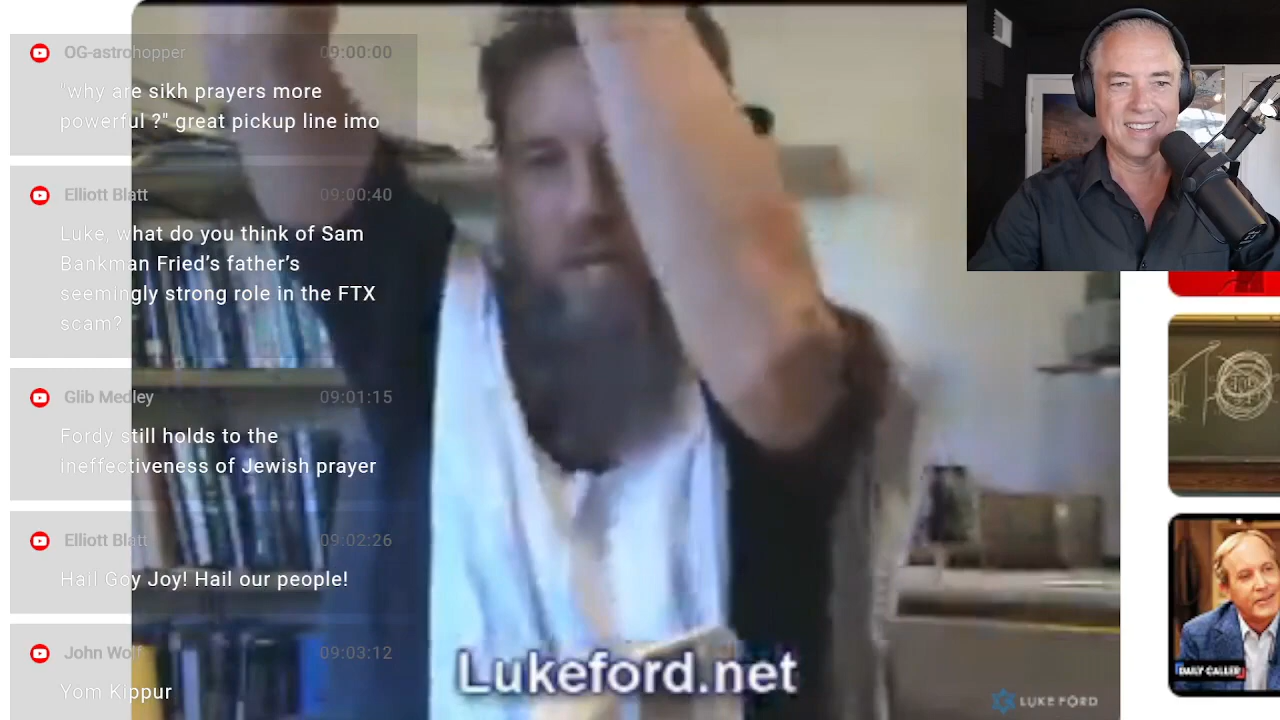 OG-astrohopper 09:00:00
"why are sikh prayers more
powerful ?" great pickup line imo
Elliott Blatt 09:00:40
Luke, what do you think of Sam
Bankman Fried's father's
seemingly strong role in the FTX
scam?
Glib Medley 09:01:15
Fordy still holds to the
ineffectiveness of Jewish prayer
Elliott Blatt 09:02:26
Hail Goy Joy! Hail our people!
John Wolf 09:03:12
Yom Kippur
Lukeford.net
LUKE FORD
DAILY CALLER